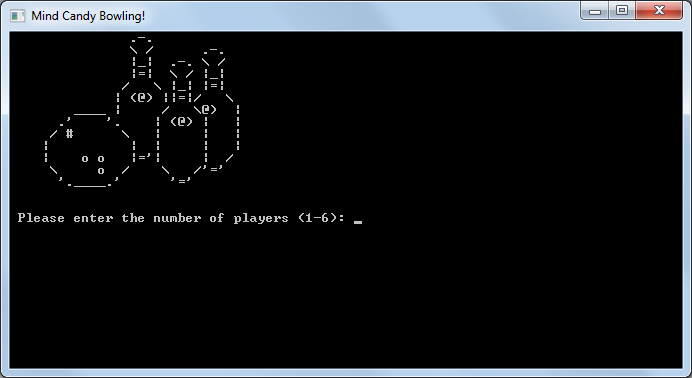 Mind Candy Bowling!
Please enter the number of players (1-6): _